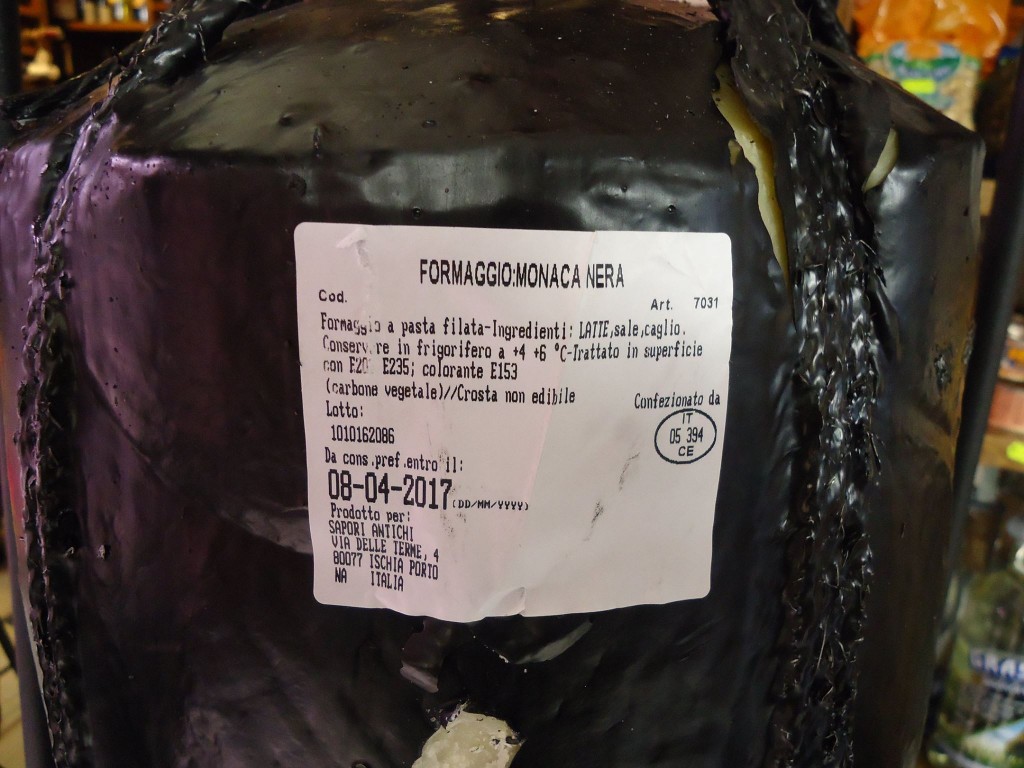 FORMAGGIO:MONACA NERA
Cod.
Art. 7031
Formaggio a pasta filata-Ingredienti: LATTE,sale,caglio.
Conservare in frigorifero a +4 +6 °C-Trattato in superficie
con E235; colorante E153
(carbone vegetale)//Crosta non edibile
Confezionato da
Lotto:
1010162086
IT
05 394
CE
Da cons.pref.entro il:
08-04-2017(DD/MM/YYYY)
Prodotto per:
SAPORI ANTICHI
VIA DELLE TERME, 4
80077 ISCHIA PORTO
NA ITALIA